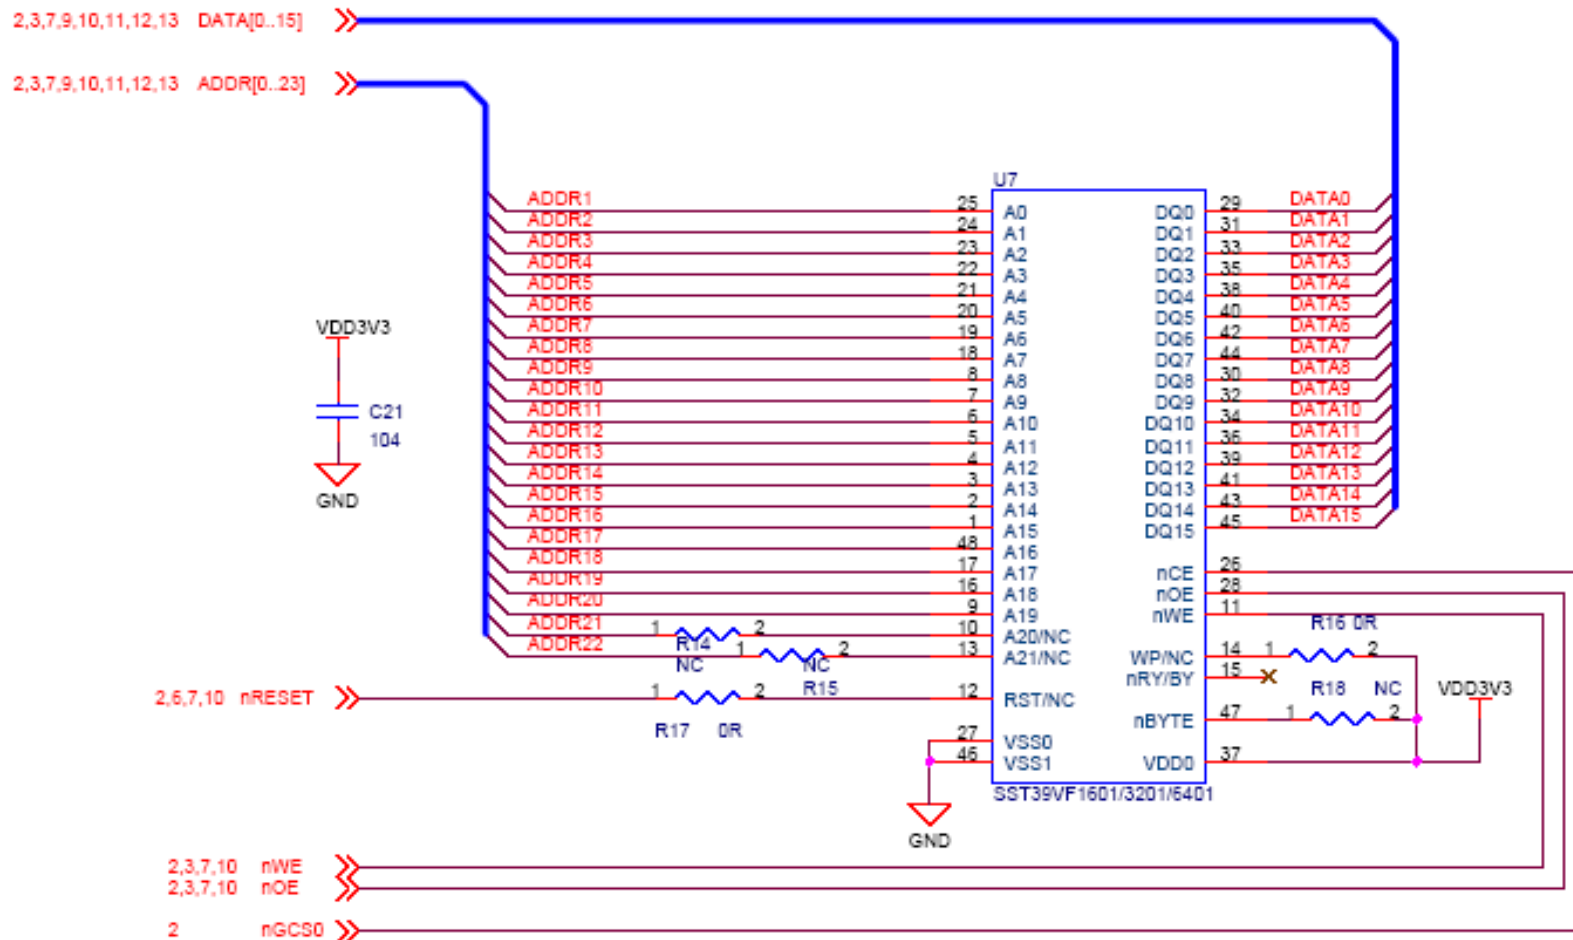 2,3,7,9,10,11,12,13 DATA[0..15]
2,3,7,9,10,11,12,13 ADDR[0..23]
U7
ADDR1 25 A0 DQ0 29 DATA0
ADDR2 24 A1 DQ1 31 DATA1
ADDR3 23 A2 DQ2 33 DATA2
ADDR4 22 A3 DQ3 35 DATA3
ADDR5 21 A4 DQ4 38 DATA4
ADDR6 20 A5 DQ5 40 DATA5
ADDR7 19 A6 DQ6 42 DATA6
ADDR8 18 A7 DQ7 44 DATA7
ADDR9 8 A8 DQ8 30 DATA8
ADDR10 7 A9 DQ9 32 DATA9
ADDR11 6 A10 DQ10 34 DATA10
ADDR12 5 A11 DQ11 36 DATA11
ADDR13 4 A12 DQ12 39 DATA12
ADDR14 3 A13 DQ13 41 DATA13
ADDR15 2 A14 DQ14 43 DATA14
ADDR16 1 A15 DQ15 45 DATA15
ADDR17 48 A16
ADDR18 17 A17 nCE 26
ADDR19 16 A18 nOE 28
ADDR20 9 A19 nWE 11
ADDR21 1 R14 NC 2 10 A20/NC
ADDR22 1 NC R15 2 13 A21/NC
WP/NC 14 1 R16 0R 2
nRY/BY 15
2,6,7,10 nRESET 1 R17 0R 2 12 RST/NC
nBYTE 47 1 R18 NC 2
VDD3V3
27 VSS0
46 VSS1 VDD0 37
SST39VF1601/3201/6401
GND
VDD3V3
C21
104
GND
2,3,7,10 nWE
2,3,7,10 nOE
2 nGCS0